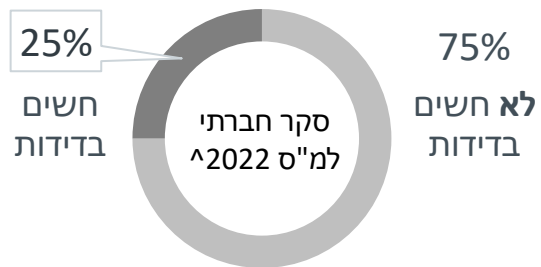 75%
לא חשים
בדידות
סקר חברתי
למ"ס 2022^
25%
חשים
בדידות